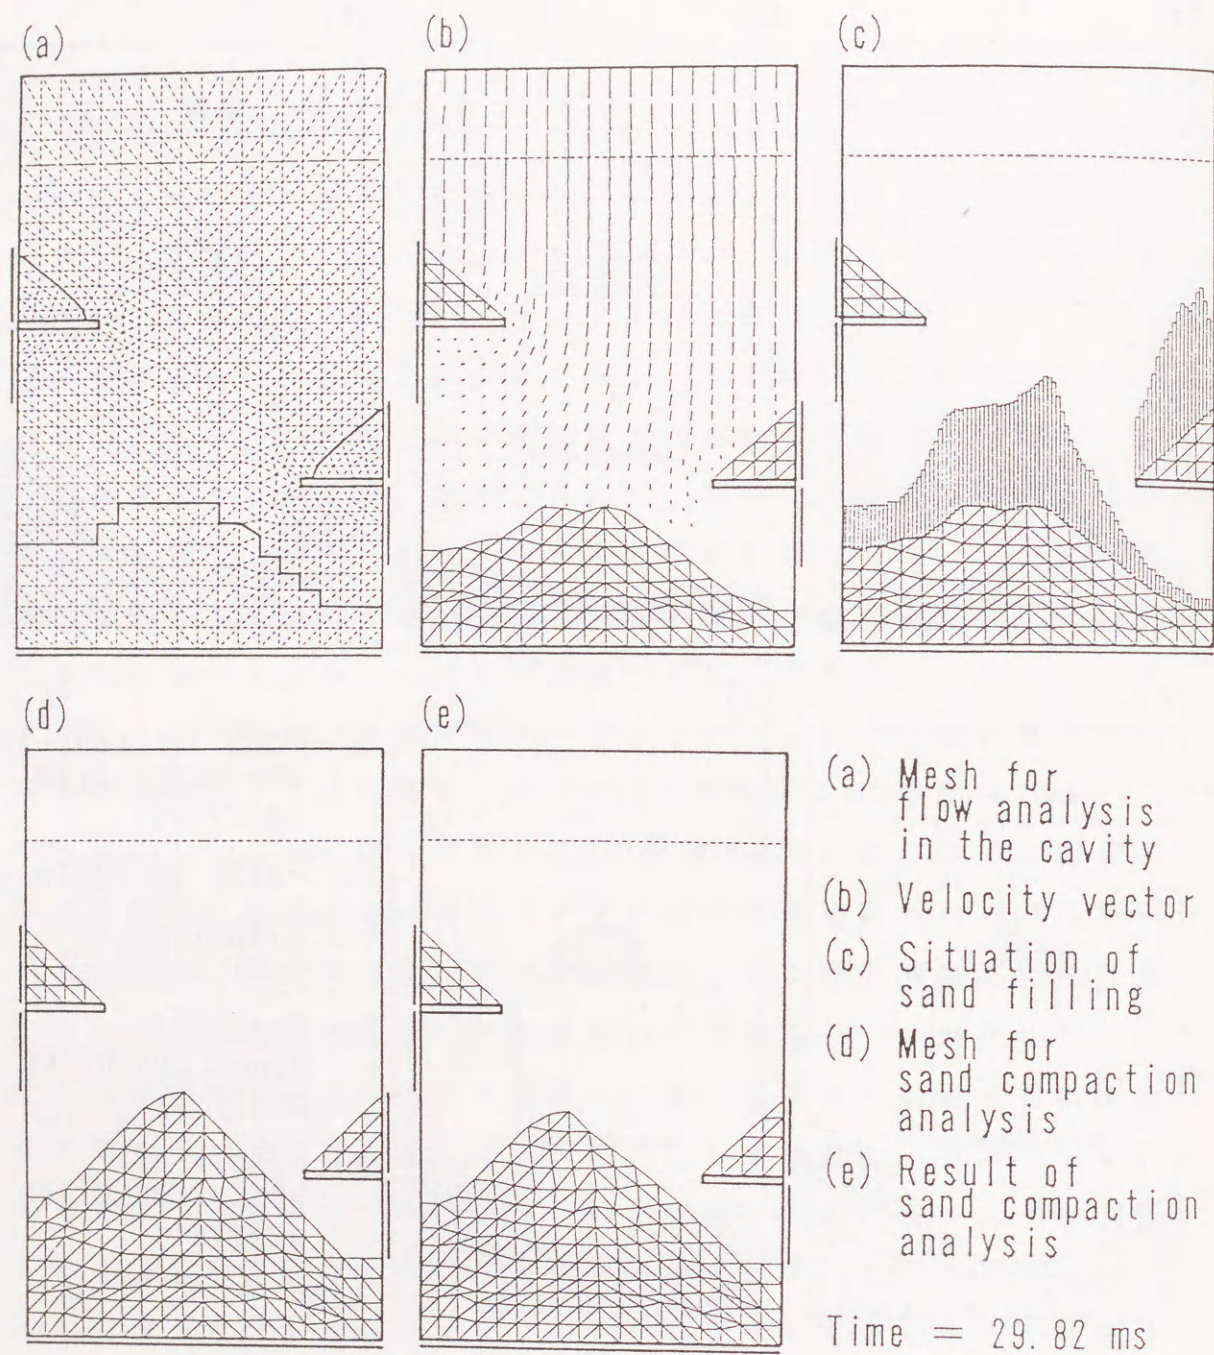 (a)
(b)
(c)
(d)
(e)
(a) Mesh for
flow analysis
in the cavity
(b) Velocity vector
(c) Situation of
sand filling
(d) Mesh for
sand compaction
analysis
(e) Result of
sand compaction
analysis
Time = 29.82 ms